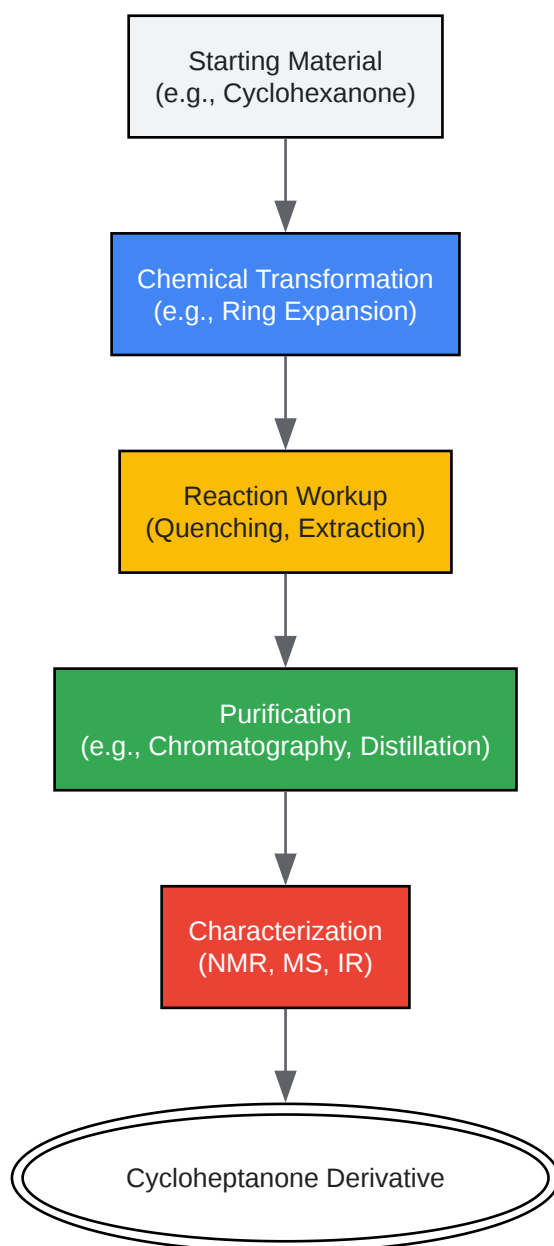 Starting Material
(e.g., Cyclohexanone)
Chemical Transformation
(e.g., Ring Expansion)
Reaction Workup
(Quenching, Extraction)
Purification
(e.g., Chromatography, Distillation)
Characterization
(NMR, MS, IR)
Cycloheptanone Derivative